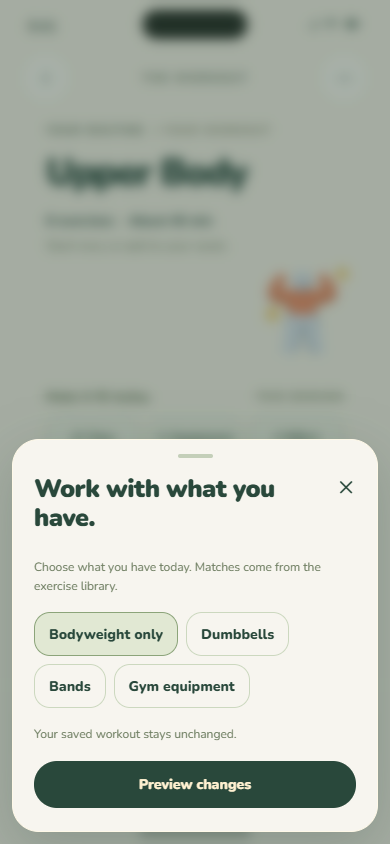 Upper Body
Work with what you
have.
Choose what you have today. Matches come from the
exercise library.
Bodyweight only
Dumbbells
Bands
Gym equipment
Your saved workout stays unchanged.
Preview changes